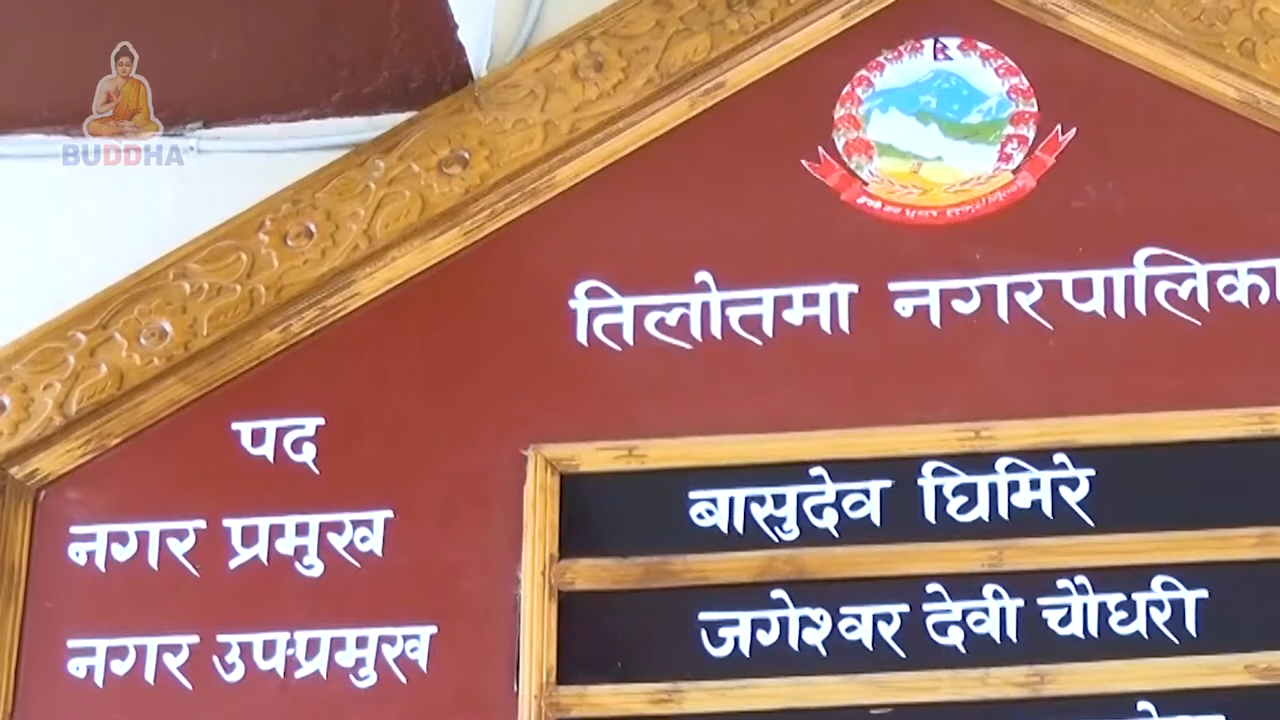 BUDDHA
तिलोत्तमा नगरपालिका
पद
नगर प्रमुख
बासुदेव घिमिरे
नगर उपप्रमुख
जगेश्वर देवी चौधरी